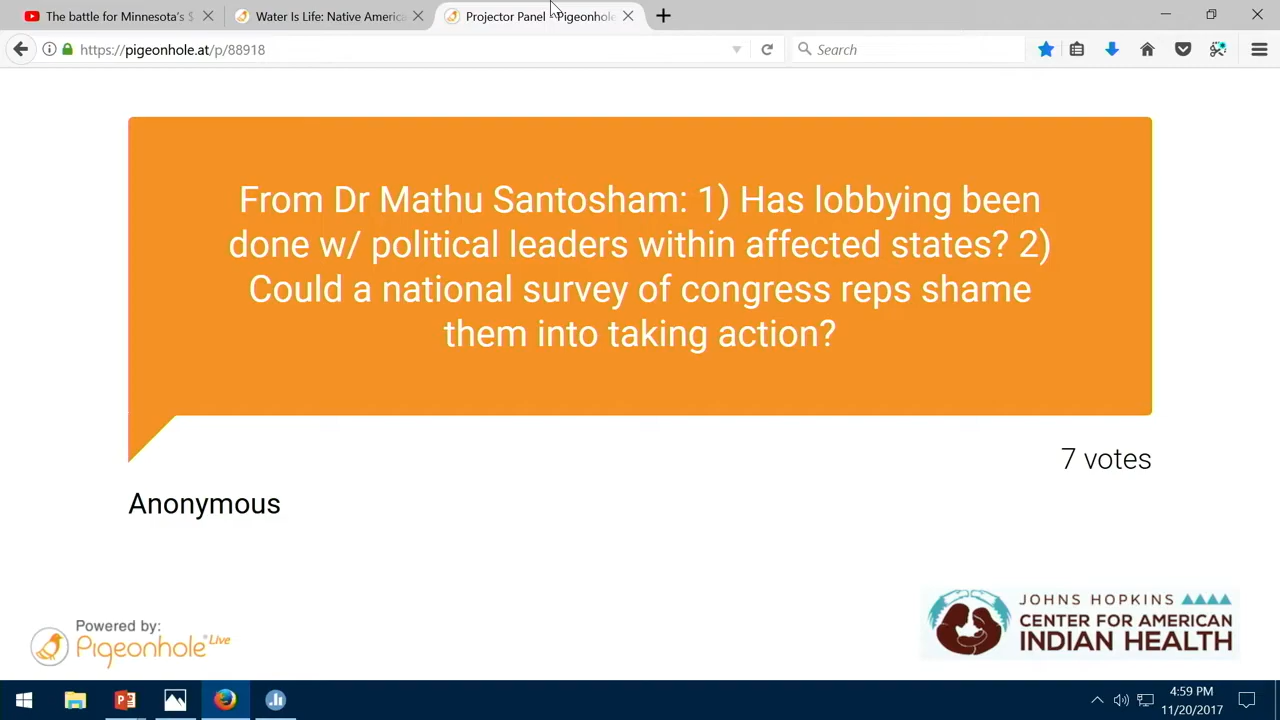 The battle for Minnesota's S
Water Is Life: Native America
Projector Panel - Pigeonhole
https://pigeonhole.at/p/88918
Search
From Dr Mathu Santosham: 1) Has lobbying been
done w/ political leaders within affected states? 2)
Could a national survey of congress reps shame
them into taking action?
7 votes
Anonymous
Powered by:
Pigeonhole Live
JOHNS HOPKINS
CENTER FOR AMERICAN
INDIAN HEALTH
4:59 PM
11/20/2017